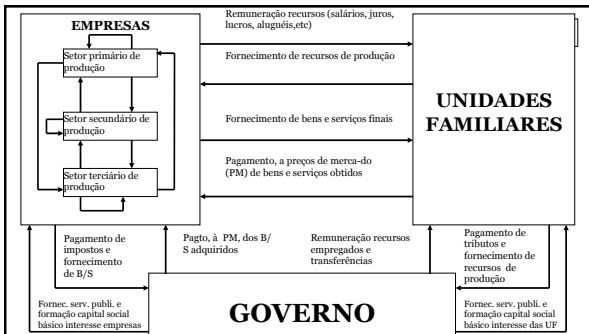 EMPRESAS
Setor primário de
produção
Setor secundário de
produção
Setor terciário de
produção
Remuneração recursos (salários, juros,
lucros, aluguéis,etc)
Fornecimento de recursos de produção
Fornecimento de bens e serviços finais
Pagamento, a preços de merca-do
(PM) de bens e serviços obtidos
UNIDADES
FAMILIARES
Pagamento de
impostos e
fornecimento
de B/S
Pagto, à PM, dos B/
S adquiridos
Remuneração recursos
empregados e
transferências
Pagamento de
tributos e
fornecimento de
recursos de
produção
Fornec. serv. publi. e
formação capital social
básico interesse empresas
GOVERNO
Fornec. serv. publi. e
formação capital social
básico interesse das UF